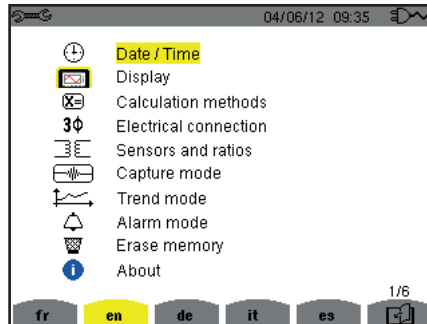 04/06/12 09:35
Date / Time
Display
X= Calculation methods
3Φ Electrical connection
Sensors and ratios
Capture mode
Trend mode
Alarm mode
Erase memory
i About
1/6
fr en de it es